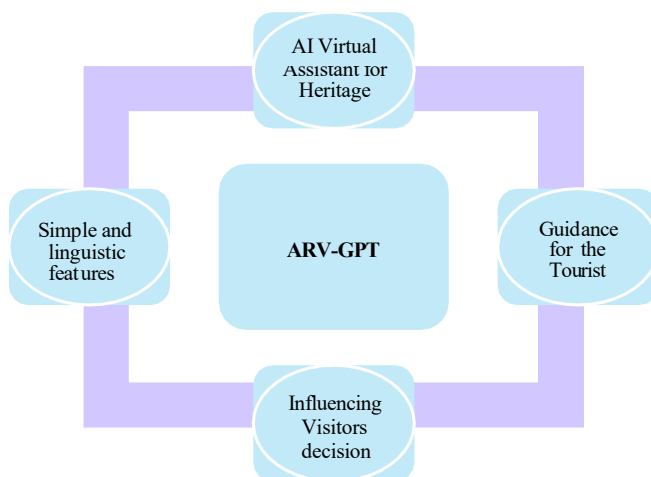 AI Virtual
Assistant for
Heritage
Simple and
linguistic
features
ARV-GPT
Guidance
for the
Tourist
Influencing
Visitors
decision